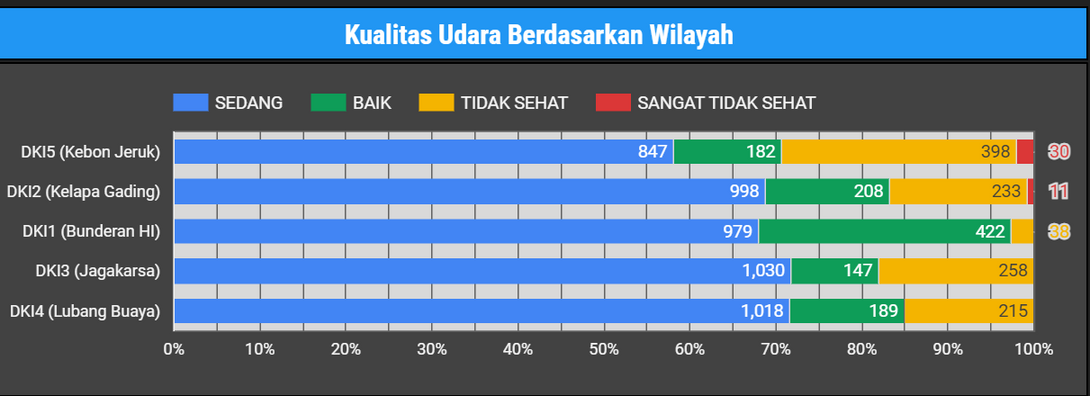 Kualitas Udara Berdasarkan Wilayah
SEDANG BAIK TIDAK SEHAT SANGAT TIDAK SEHAT
DKI5 (Kebon Jeruk) 847 182 398 30
DKI2 (Kelapa Gading) 998 208 233 11
DKI1 (Bunderan HI) 979 422 38
DKI3 (Jagakarsa) 1,030 147 258
DKI4 (Lubang Buaya) 1,018 189 215
0% 10% 20% 30% 40% 50% 60% 70% 80% 90% 100%